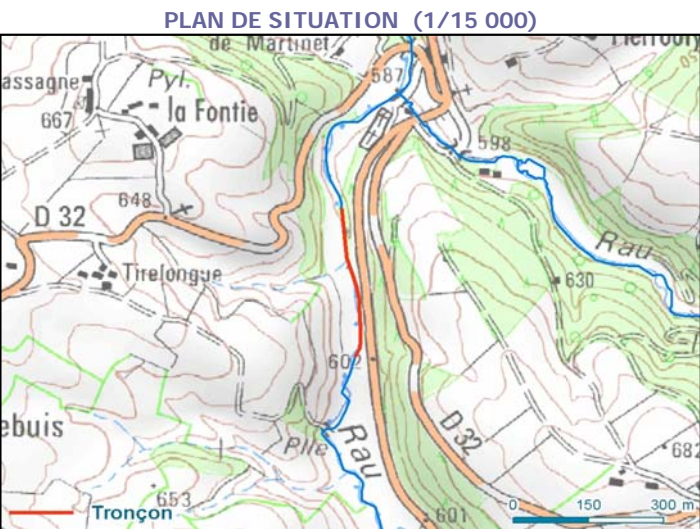 PLAN DE SITUATION (1/15 000)
de Martinet
587
assagne
Pyl.
la Fontie
667
598
648
D 32
Rau
Tirelongue
630
602
ebuis
D 32
Plle
Rau
682
653
601
Tronçon
0 150 300 m